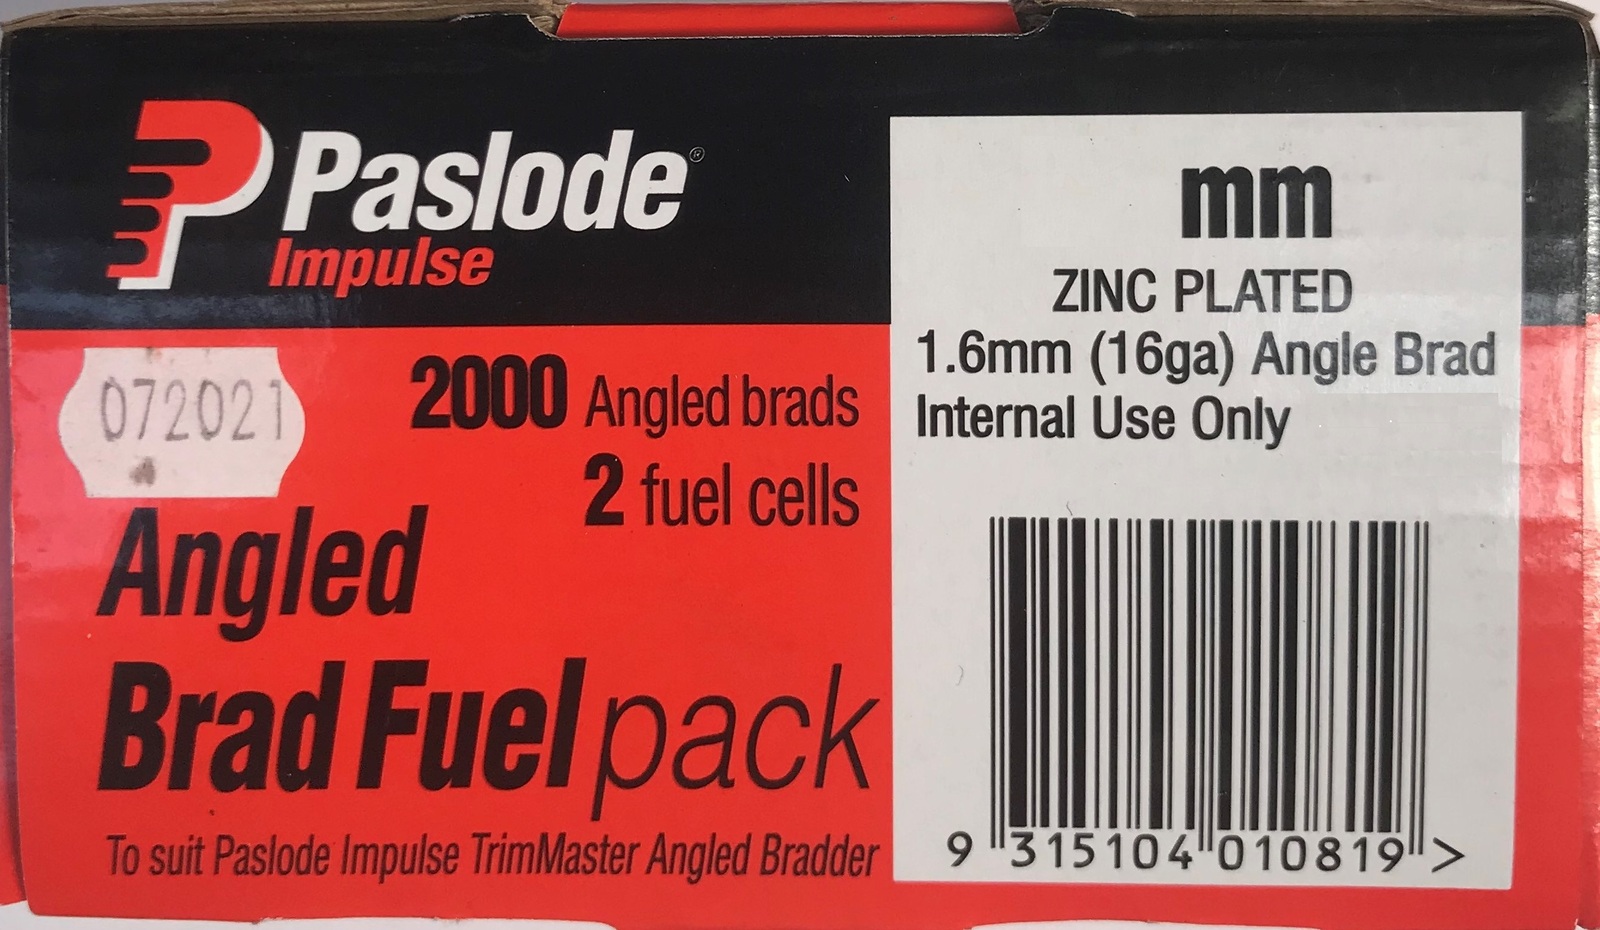 Paslode®
Impulse
072021
2000 Angled brads
2 fuel cells
Angled
Brad Fuel pack
To suit Paslode Impulse TrimMaster Angled Bradder
mm
ZINC PLATED
1.6mm (16ga) Angle Brad
Internal Use Only
9 315104 010819 >